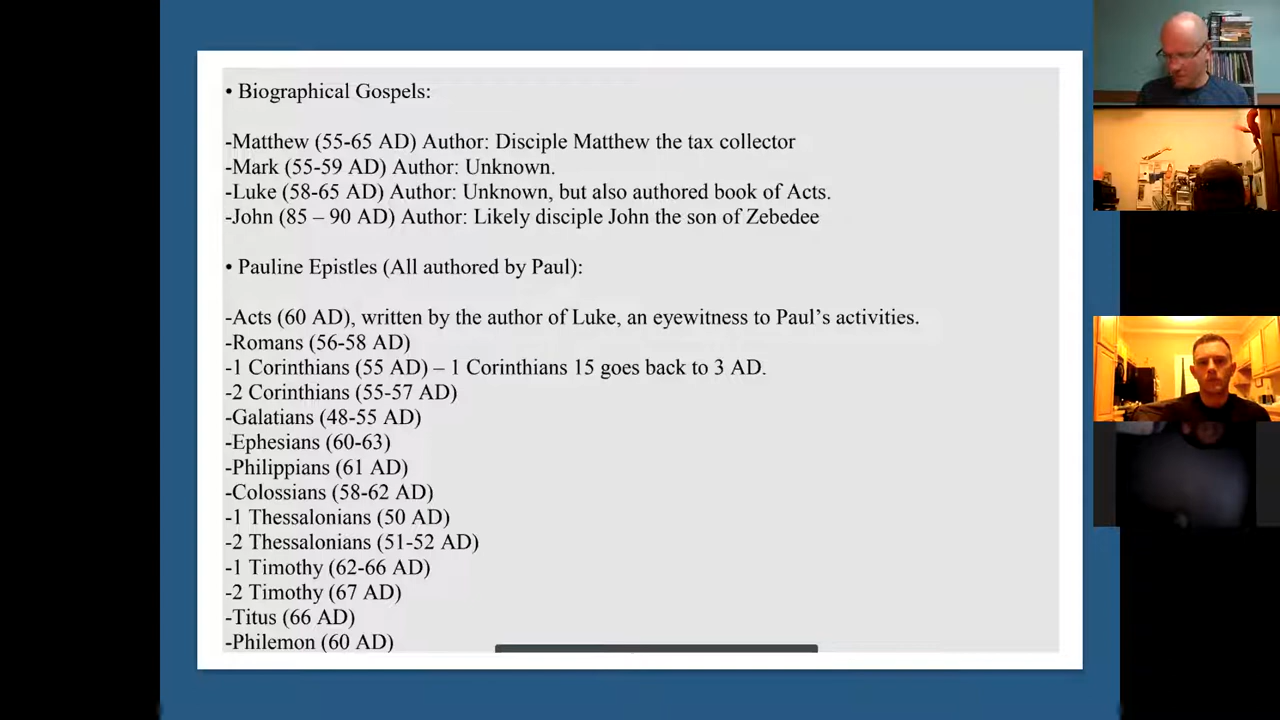 • Biographical Gospels:
-Matthew (55-65 AD) Author: Disciple Matthew the tax collector
-Mark (55-59 AD) Author: Unknown.
-Luke (58-65 AD) Author: Unknown, but also authored book of Acts.
-John (85 – 90 AD) Author: Likely disciple John the son of Zebedee
• Pauline Epistles (All authored by Paul):
-Acts (60 AD), written by the author of Luke, an eyewitness to Paul’s activities.
-Romans (56-58 AD)
-1 Corinthians (55 AD) – 1 Corinthians 15 goes back to 3 AD.
-2 Corinthians (55-57 AD)
-Galatians (48-55 AD)
-Ephesians (60-63)
-Philippians (61 AD)
-Colossians (58-62 AD)
-1 Thessalonians (50 AD)
-2 Thessalonians (51-52 AD)
-1 Timothy (62-66 AD)
-2 Timothy (67 AD)
-Titus (66 AD)
-Philemon (60 AD)